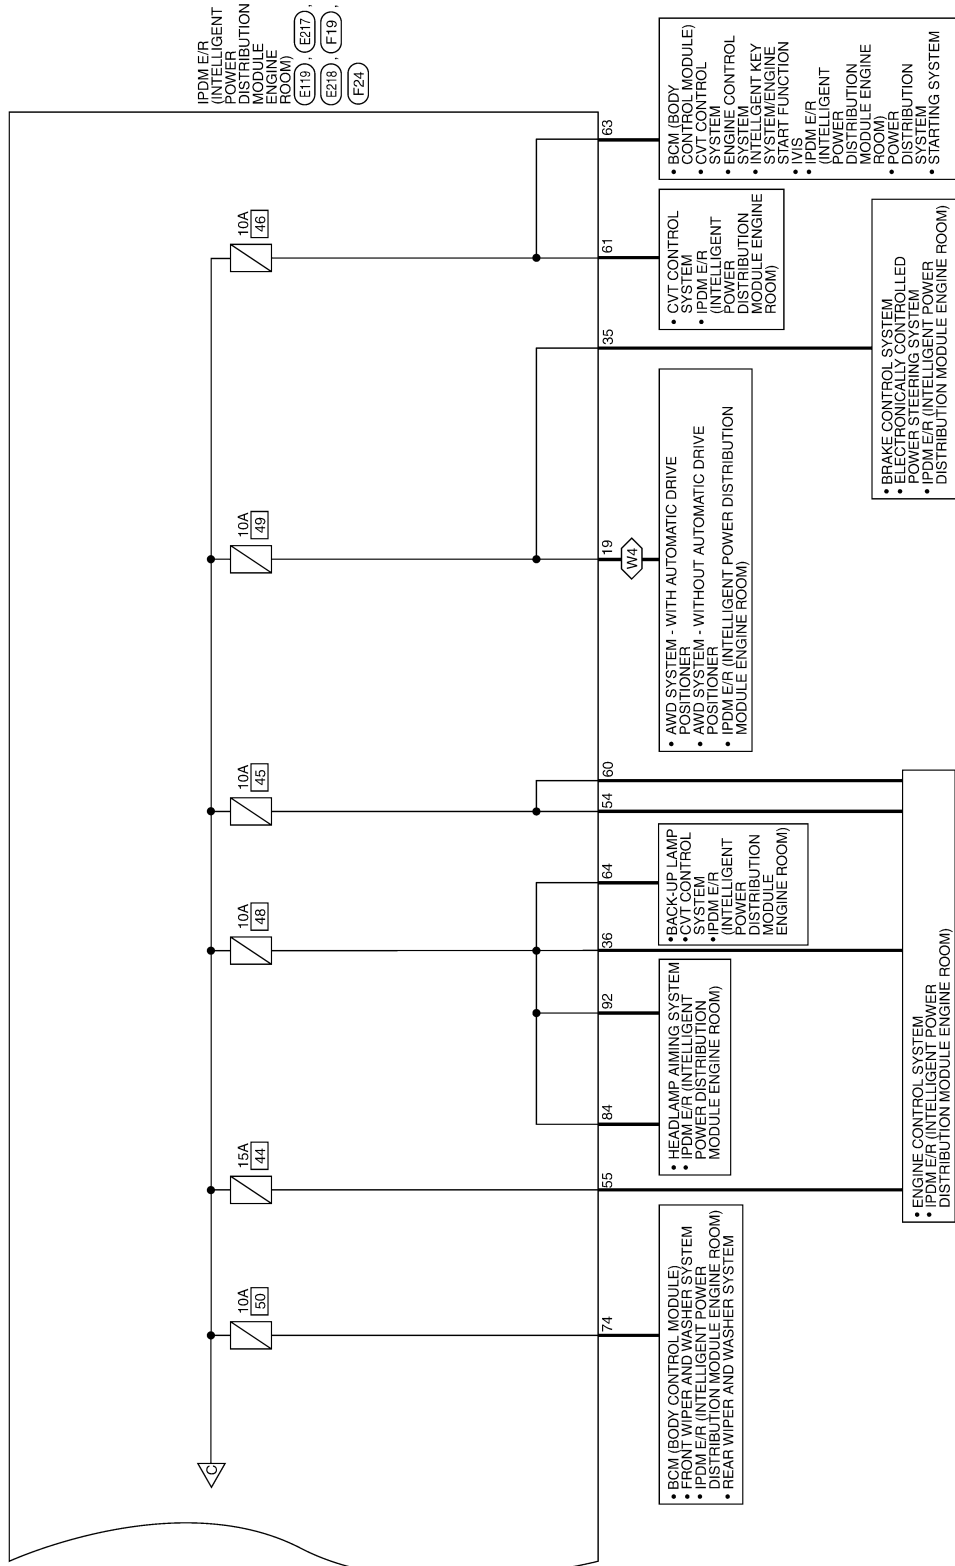 IPDM E/R
(INTELLIGENT
POWER
DISTRIBUTION
MODULE
ENGINE
ROOM)
E119 , E217 ,
E218 , F19 ,
F24
C
10A
50
15A
44
10A
48
10A
45
10A
49
10A
46
74
55
84
92
36
64
54
60
19
35
61
63
W4
• BCM (BODY CONTROL MODULE)
• FRONT WIPER AND WASHER SYSTEM
• IPDM E/R (INTELLIGENT POWER
DISTRIBUTION MODULE ENGINE ROOM)
• REAR WIPER AND WASHER SYSTEM
• HEADLAMP AIMING SYSTEM
• IPDM E/R (INTELLIGENT
POWER DISTRIBUTION
MODULE ENGINE ROOM)
• BACK-UP LAMP
• CVT CONTROL
SYSTEM
• IPDM E/R
(INTELLIGENT
POWER
DISTRIBUTION
MODULE
ENGINE ROOM)
• AWD SYSTEM - WITH AUTOMATIC DRIVE
POSITIONER
• AWD SYSTEM - WITHOUT AUTOMATIC DRIVE
POSITIONER
• IPDM E/R (INTELLIGENT POWER DISTRIBUTION
MODULE ENGINE ROOM)
• CVT CONTROL
SYSTEM
• IPDM E/R
(INTELLIGENT
POWER
DISTRIBUTION
MODULE ENGINE
ROOM)
• BCM (BODY
CONTROL MODULE)
• CVT CONTROL
SYSTEM
• ENGINE CONTROL
SYSTEM
• INTELLIGENT KEY
SYSTEM/ENGINE
START FUNCTION
• IVIS
• IPDM E/R
(INTELLIGENT
POWER
DISTRIBUTION
MODULE ENGINE
ROOM)
• POWER
DISTRIBUTION
SYSTEM
• STARTING SYSTEM
• ENGINE CONTROL SYSTEM
• IPDM E/R (INTELLIGENT POWER
DISTRIBUTION MODULE ENGINE ROOM)
• BRAKE CONTROL SYSTEM
• ELECTRONICALLY CONTROLLED
POWER STEERING SYSTEM
• IPDM E/R (INTELLIGENT POWER
DISTRIBUTION MODULE ENGINE ROOM)